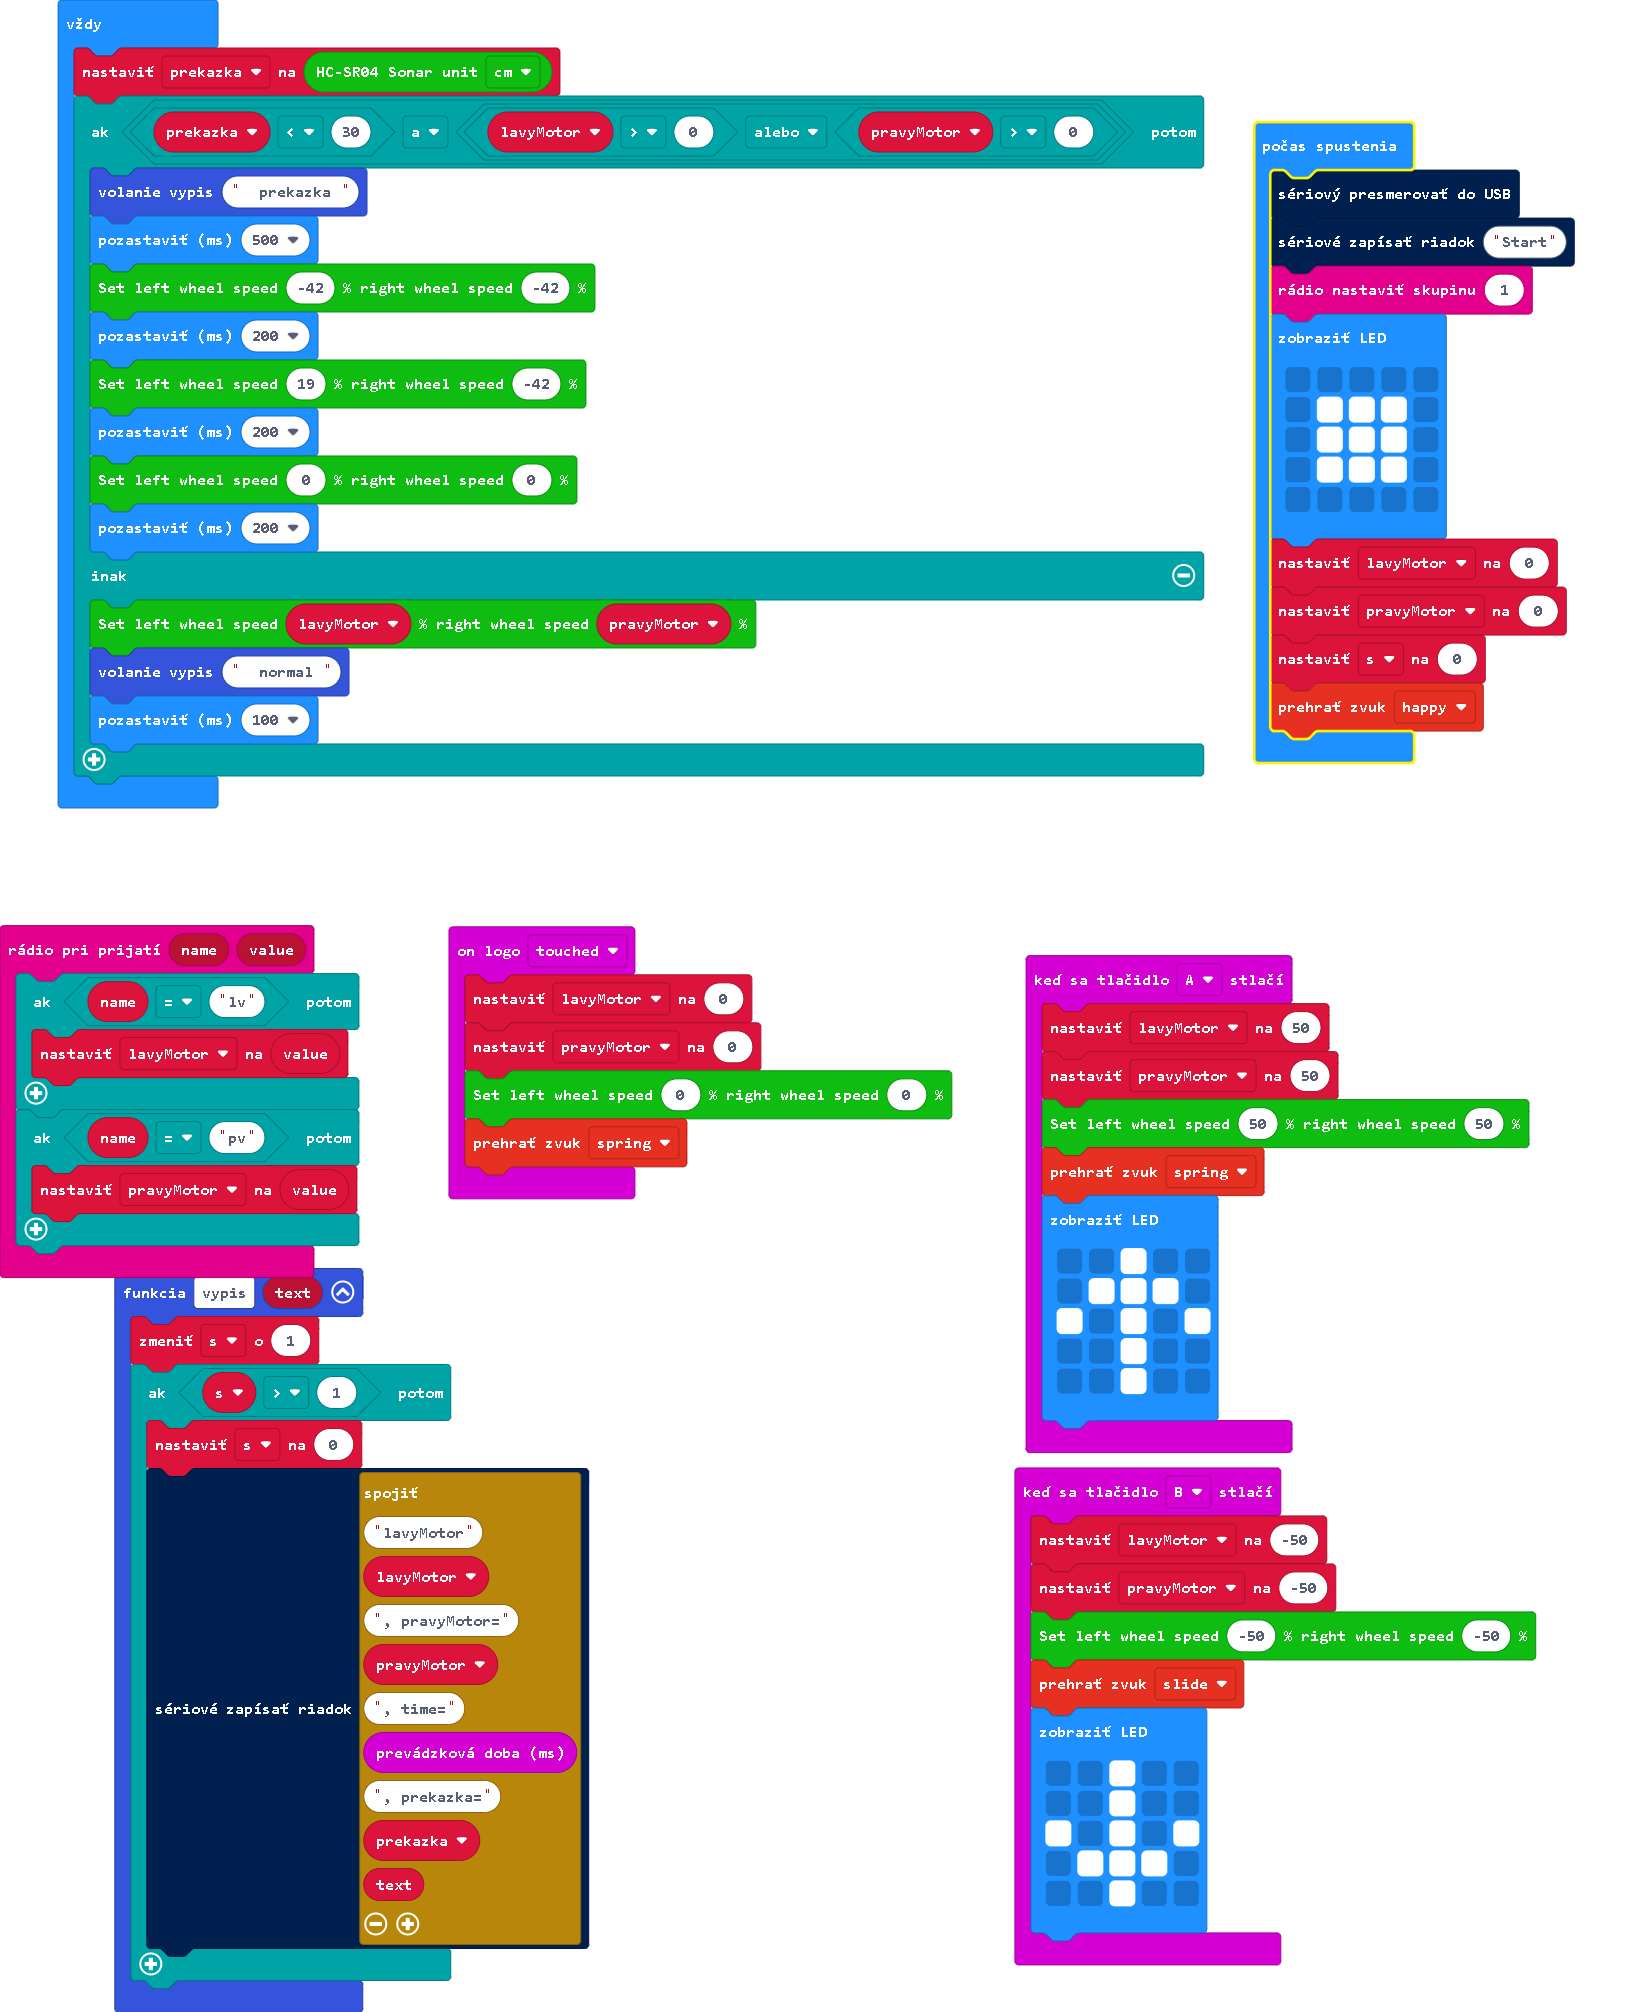 vždy
nastaviť prekazka na HC-SR04 Sonar unit cm
ak prekazka < 30 a lavyMotor > 0 alebo pravyMotor > 0 potom
volanie vypis "  prekazka "
pozastaviť (ms) 500
Set left wheel speed -42 % right wheel speed -42 %
pozastaviť (ms) 200
Set left wheel speed 19 % right wheel speed -42 %
pozastaviť (ms) 200
Set left wheel speed 0 % right wheel speed 0 %
pozastaviť (ms) 200
inak
Set left wheel speed lavyMotor % right wheel speed pravyMotor %
volanie vypis "  normal "
pozastaviť (ms) 100
počas spustenia
sériový presmerovať do USB
sériové zapísať riadok "Start"
rádio nastaviť skupinu 1
zobraziť LED
nastaviť lavyMotor na 0
nastaviť pravyMotor na 0
nastaviť s na 0
prehrať zvuk happy
rádio pri prijatí name value
ak name = "lv" potom
nastaviť lavyMotor na value
ak name = "pv" potom
nastaviť pravyMotor na value
on logo touched
nastaviť lavyMotor na 0
nastaviť pravyMotor na 0
Set left wheel speed 0 % right wheel speed 0 %
prehrať zvuk spring
keď sa tlačidlo A stlačí
nastaviť lavyMotor na 50
nastaviť pravyMotor na 50
Set left wheel speed 50 % right wheel speed 50 %
prehrať zvuk spring
zobraziť LED
funkcia vypis text
zmeniť s o 1
ak s > 1 potom
nastaviť s na 0
sériové zapísať riadok
spojiť
"lavyMotor"
lavyMotor
", pravyMotor="
pravyMotor
", time="
prevádzková doba (ms)
", prekazka="
prekazka
text
keď sa tlačidlo B stlačí
nastaviť lavyMotor na -50
nastaviť pravyMotor na -50
Set left wheel speed -50 % right wheel speed -50 %
prehrať zvuk slide
zobraziť LED